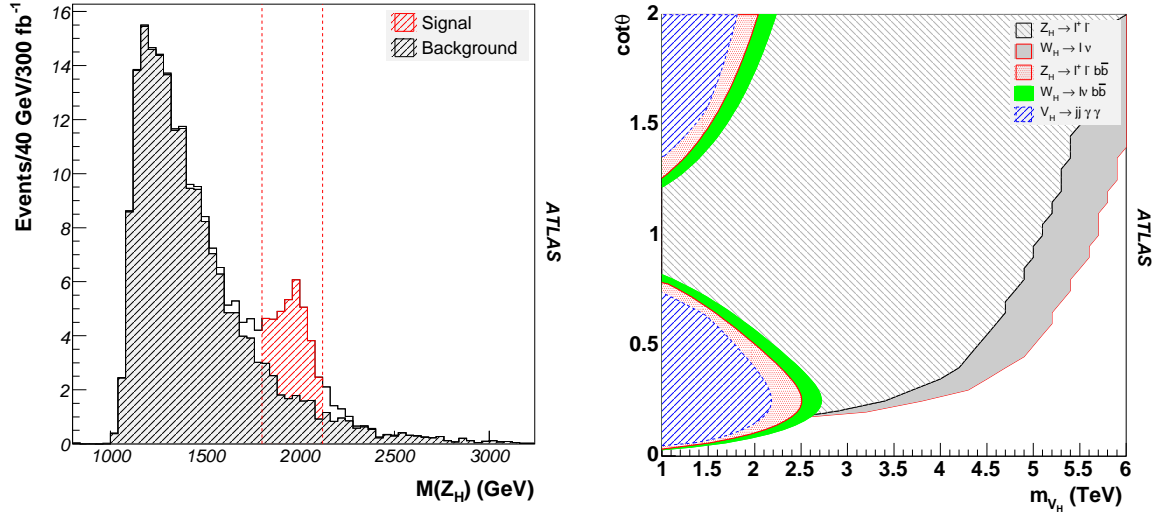 Signal
Background
Events/40 GeV/300 fb⁻¹
16
14
12
10
8
6
4
2
0
1000
1500
2000
2500
3000
M(Z_H) (GeV)
ATLAS
cotθ
2
1.5
1
0.5
0
Z_H → l⁺ l⁻
W_H → l ν
Z_H → l⁺ l⁻ bb̄
W_H → lν bb̄
V_H → jj γ γ
1
1.5
2
2.5
3
3.5
4
4.5
5
5.5
6
m_{V_H} (TeV)
ATLAS